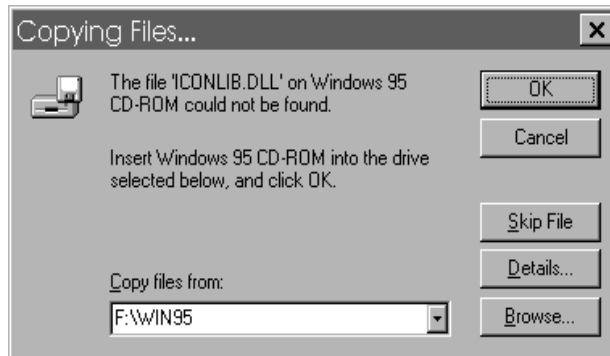 Copying Files...
The file 'ICONLIB.DLL' on Windows 95
CD-ROM could not be found.
Insert Windows 95 CD-ROM into the drive
selected below, and click OK.
Copy files from:
F:\WIN95
OK
Cancel
Skip File
Details...
Browse...